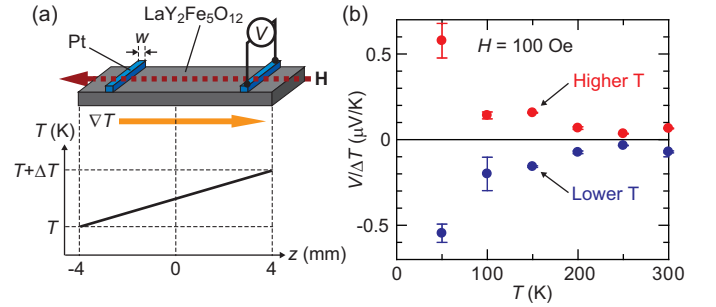 (a)
LaY₂Fe₅O₁₂
Pt
w
V
H
∇T
T (K)
T+ΔT
T
-4
0
4
z (mm)
(b)
H = 100 Oe
Higher T
Lower T
V/ΔT (μV/K)
0.5
0
-0.5
0
100
200
300
T (K)